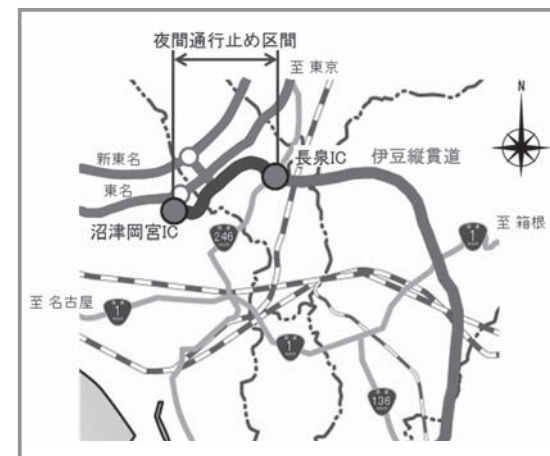 夜間通行止め区間
至 東京
N
新東名
長泉IC
伊豆縦貫道
東名
沼津岡宮IC
246
1
至 箱根
至 名古屋
1
1
136